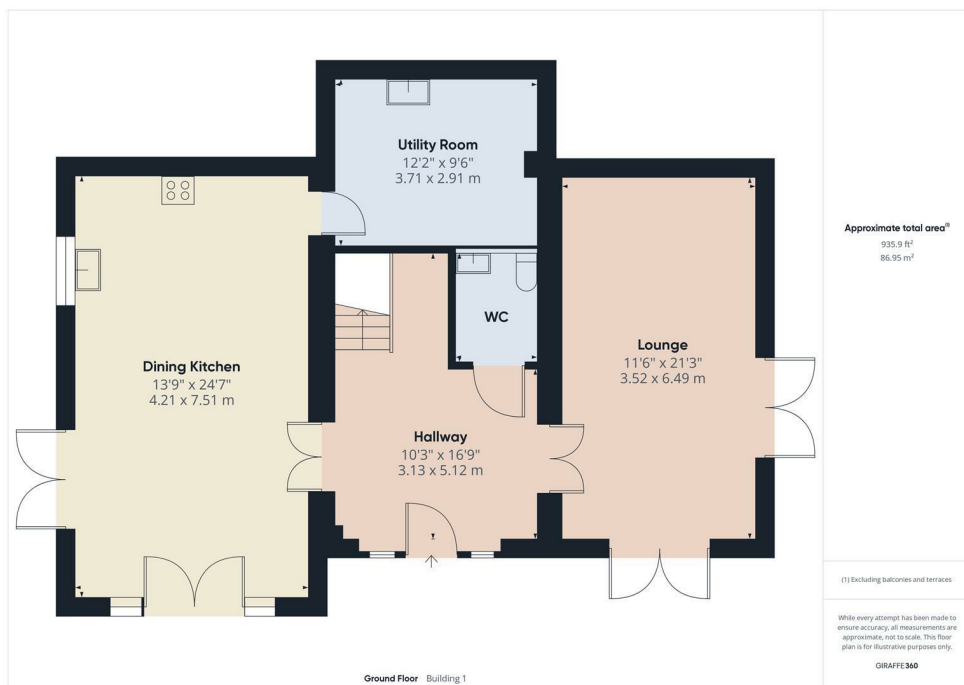 Utility Room
12'2" x 9'6"
3.71 x 2.91 m
WC
Dining Kitchen
13'9" x 24'7"
4.21 x 7.51 m
Lounge
11'6" x 21'3"
3.52 x 6.49 m
Hallway
10'3" x 16'9"
3.13 x 5.12 m
Ground Floor Building 1
Approximate total area(1)
935.9 ft²
86.95 m²
(1) Excluding balconies and terraces
While every attempt has been made to
ensure accuracy, all measurements are
approximate, not to scale. This floor
plan is for illustrative purposes only.
GIRAFFE360